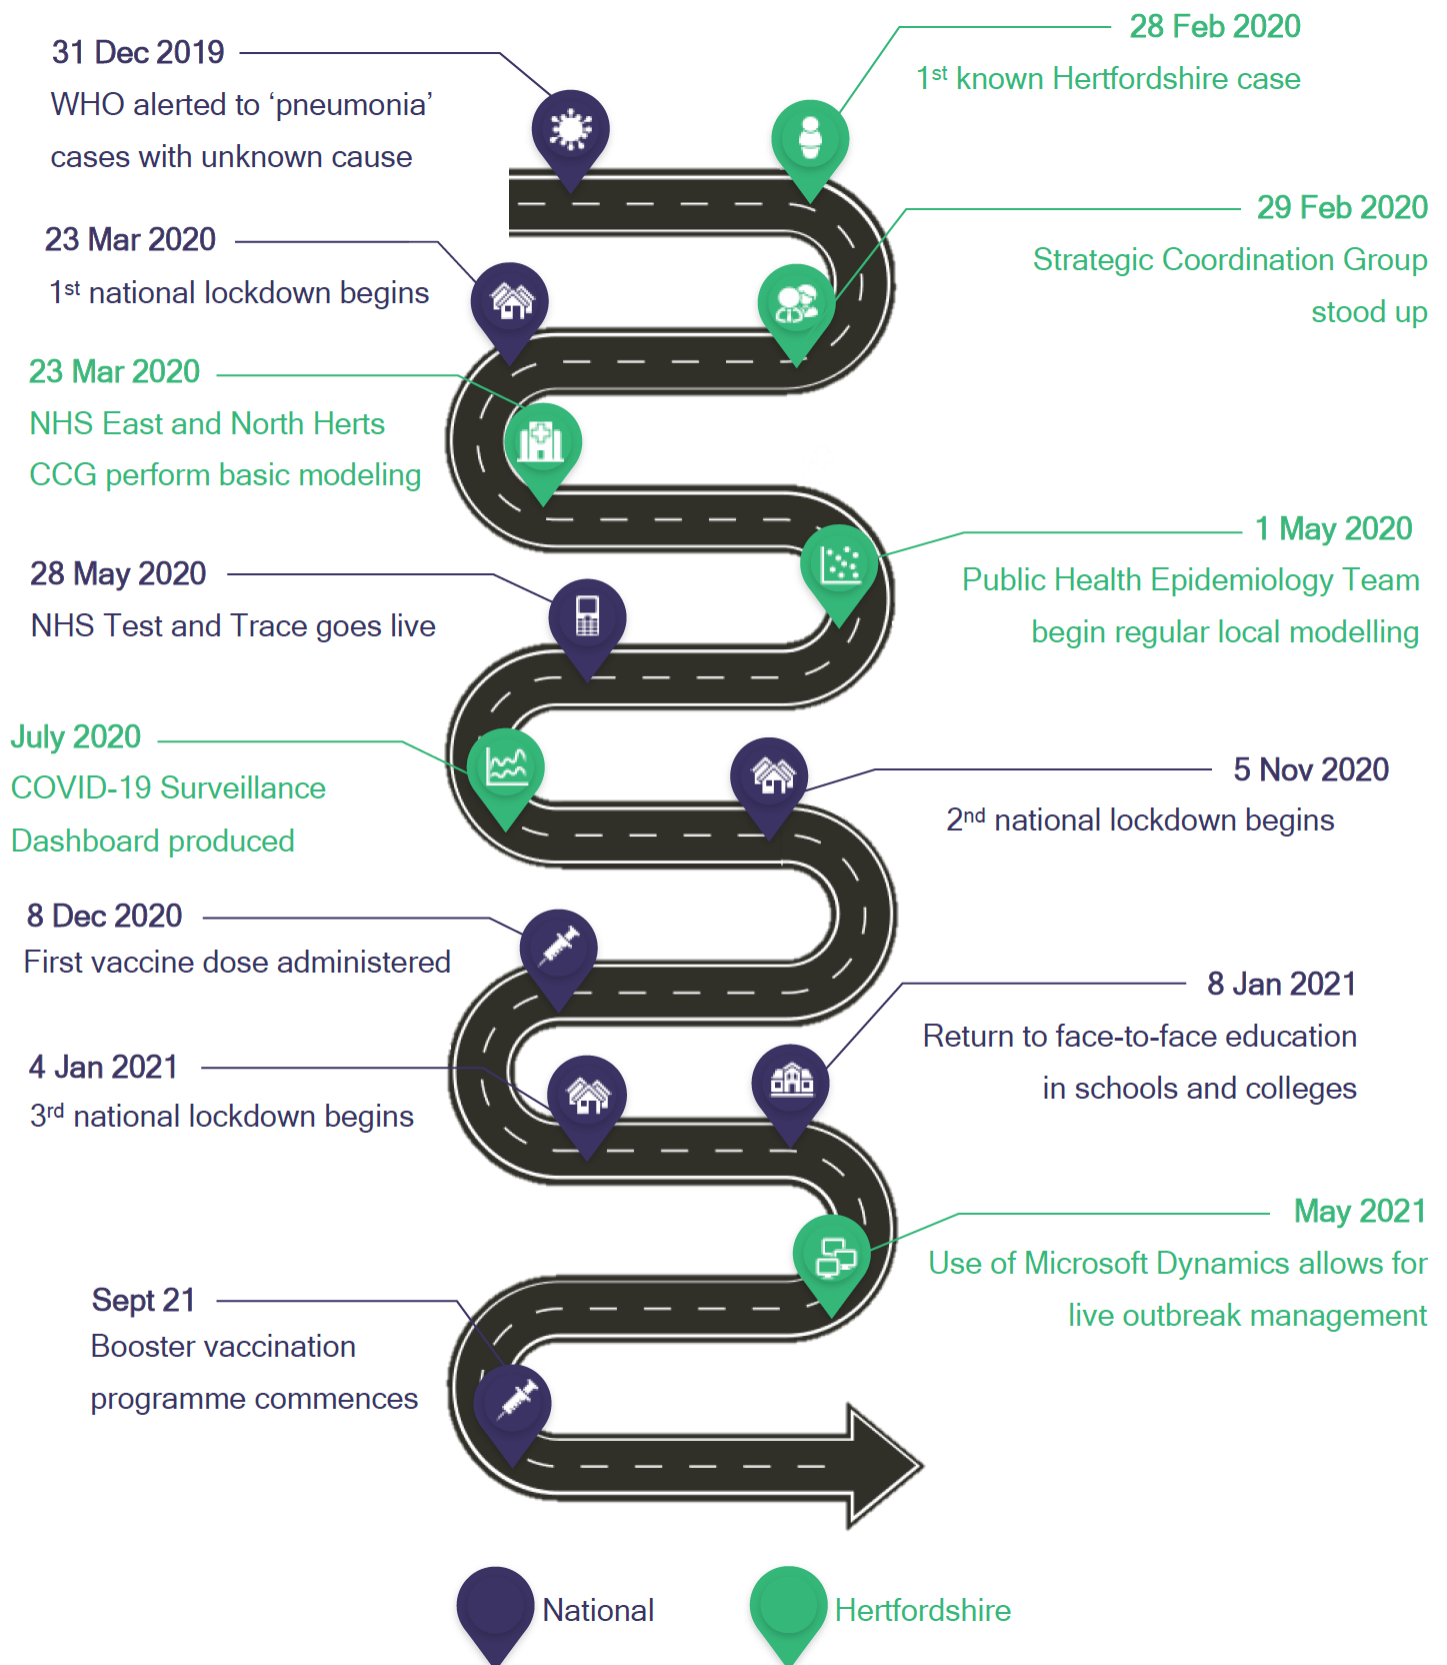 31 Dec 2019
WHO alerted to ‘pneumonia’
cases with unknown cause
28 Feb 2020
1st known Hertfordshire case
29 Feb 2020
Strategic Coordination Group
stood up
23 Mar 2020
1st national lockdown begins
23 Mar 2020
NHS East and North Herts
CCG perform basic modeling
1 May 2020
Public Health Epidemiology Team
begin regular local modelling
28 May 2020
NHS Test and Trace goes live
July 2020
COVID-19 Surveillance
Dashboard produced
5 Nov 2020
2nd national lockdown begins
8 Dec 2020
First vaccine dose administered
4 Jan 2021
3rd national lockdown begins
8 Jan 2021
Return to face-to-face education
in schools and colleges
May 2021
Use of Microsoft Dynamics allows for
live outbreak management
Sept 21
Booster vaccination
programme commences
National
Hertfordshire